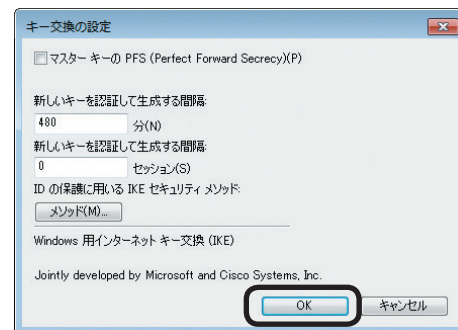 キー交換の設定
マスター キーの PFS (Perfect Forward Secrecy)(P)
新しいキーを認証して生成する間隔:
480 分(N)
新しいキーを認証して生成する間隔:
0 セッション(S)
ID の保護に用いる IKE セキュリティ メソッド:
メソッド(M)...
Windows 用インターネット キー交換 (IKE)
Jointly developed by Microsoft and Cisco Systems, Inc.
OK キャンセル